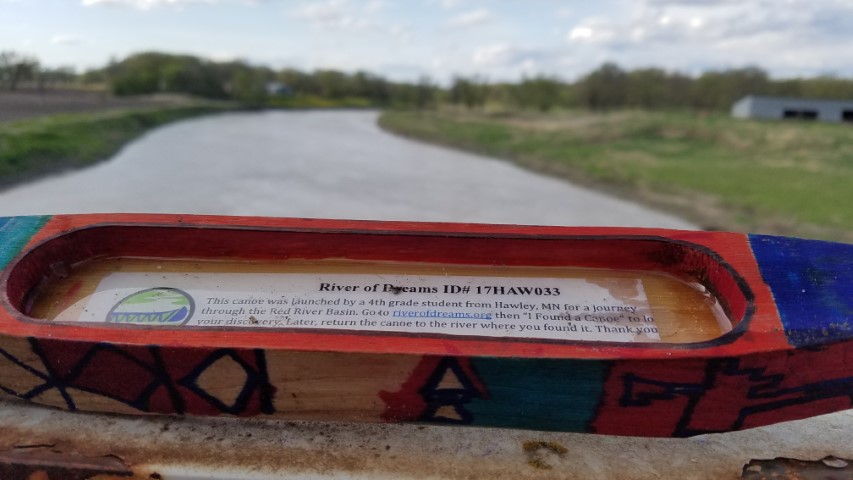 River of Dreams ID# 17HAW033
This canoe was launched by a 4th grade student from Hawley, MN for a journey
through the Red River Basin. Go to riverofdreams.org then "I Found a Canoe" to lo
your discovery. Later, return the canoe to the river where you found it. Thank you